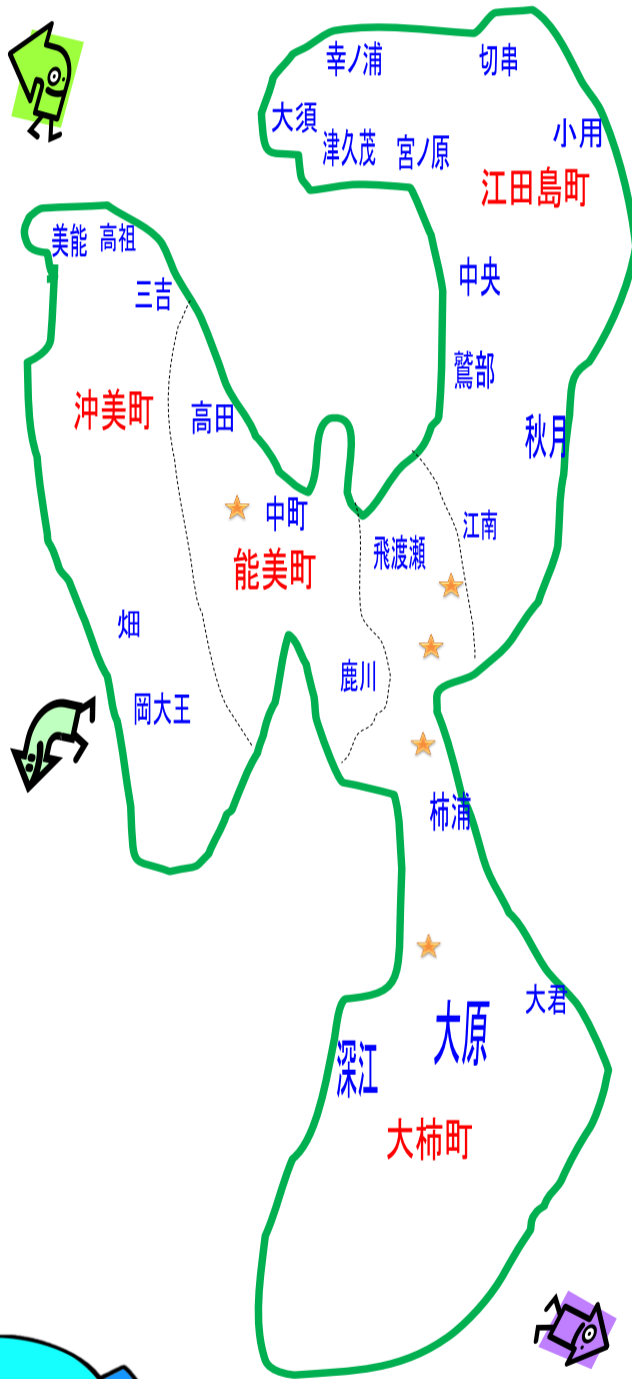 幸ノ浦
切串
大須
小用
津久茂
宮ノ原
江田島町
美能
高祖
中央
三吉
鷲部
沖美町
高田
秋月
中町
江南
飛渡瀬
能美町
畑
鹿川
岡大王
柿浦
大君
大原
深江
大柿町